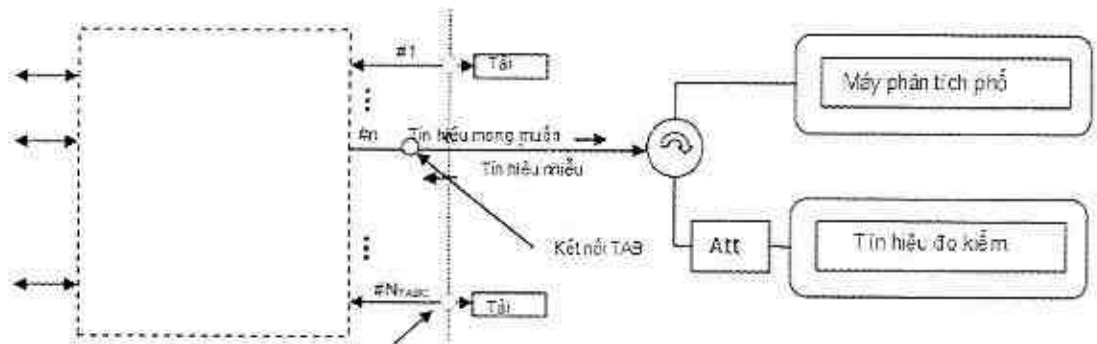 #1
Tải
Máy phân tích phổ
#n
Tín hiệu mong muốn
Tín hiệu nhiễu
Kết nối TAB
Att
Tín hiệu đo kiểm
#NTABC
Tải